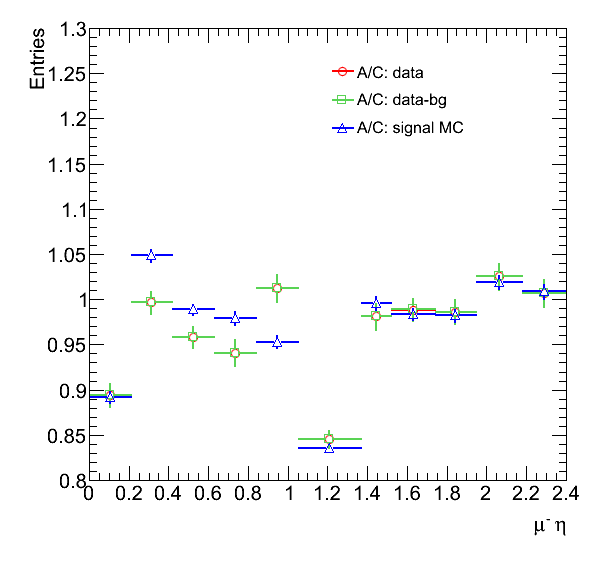 Entries
1.3
1.25
1.2
1.15
1.1
1.05
1
0.95
0.9
0.85
0.8
A/C: data
A/C: data-bg
A/C: signal MC
0 0.2 0.4 0.6 0.8 1 1.2 1.4 1.6 1.8 2 2.2 2.4
μ⁻ η